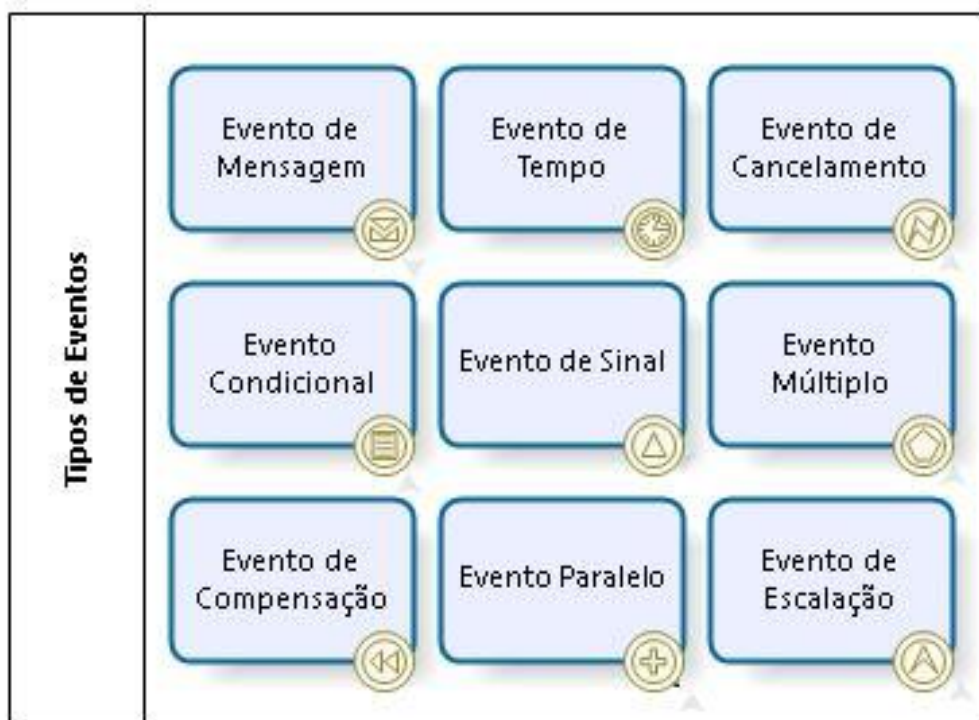 Tipos de Eventos
Evento de
Mensagem
Evento de
Tempo
Evento de
Cancelamento
Evento
Condicional
Evento de Sinal
Evento
Múltiplo
Evento de
Compensação
Evento Paralelo
Evento de
Escalação